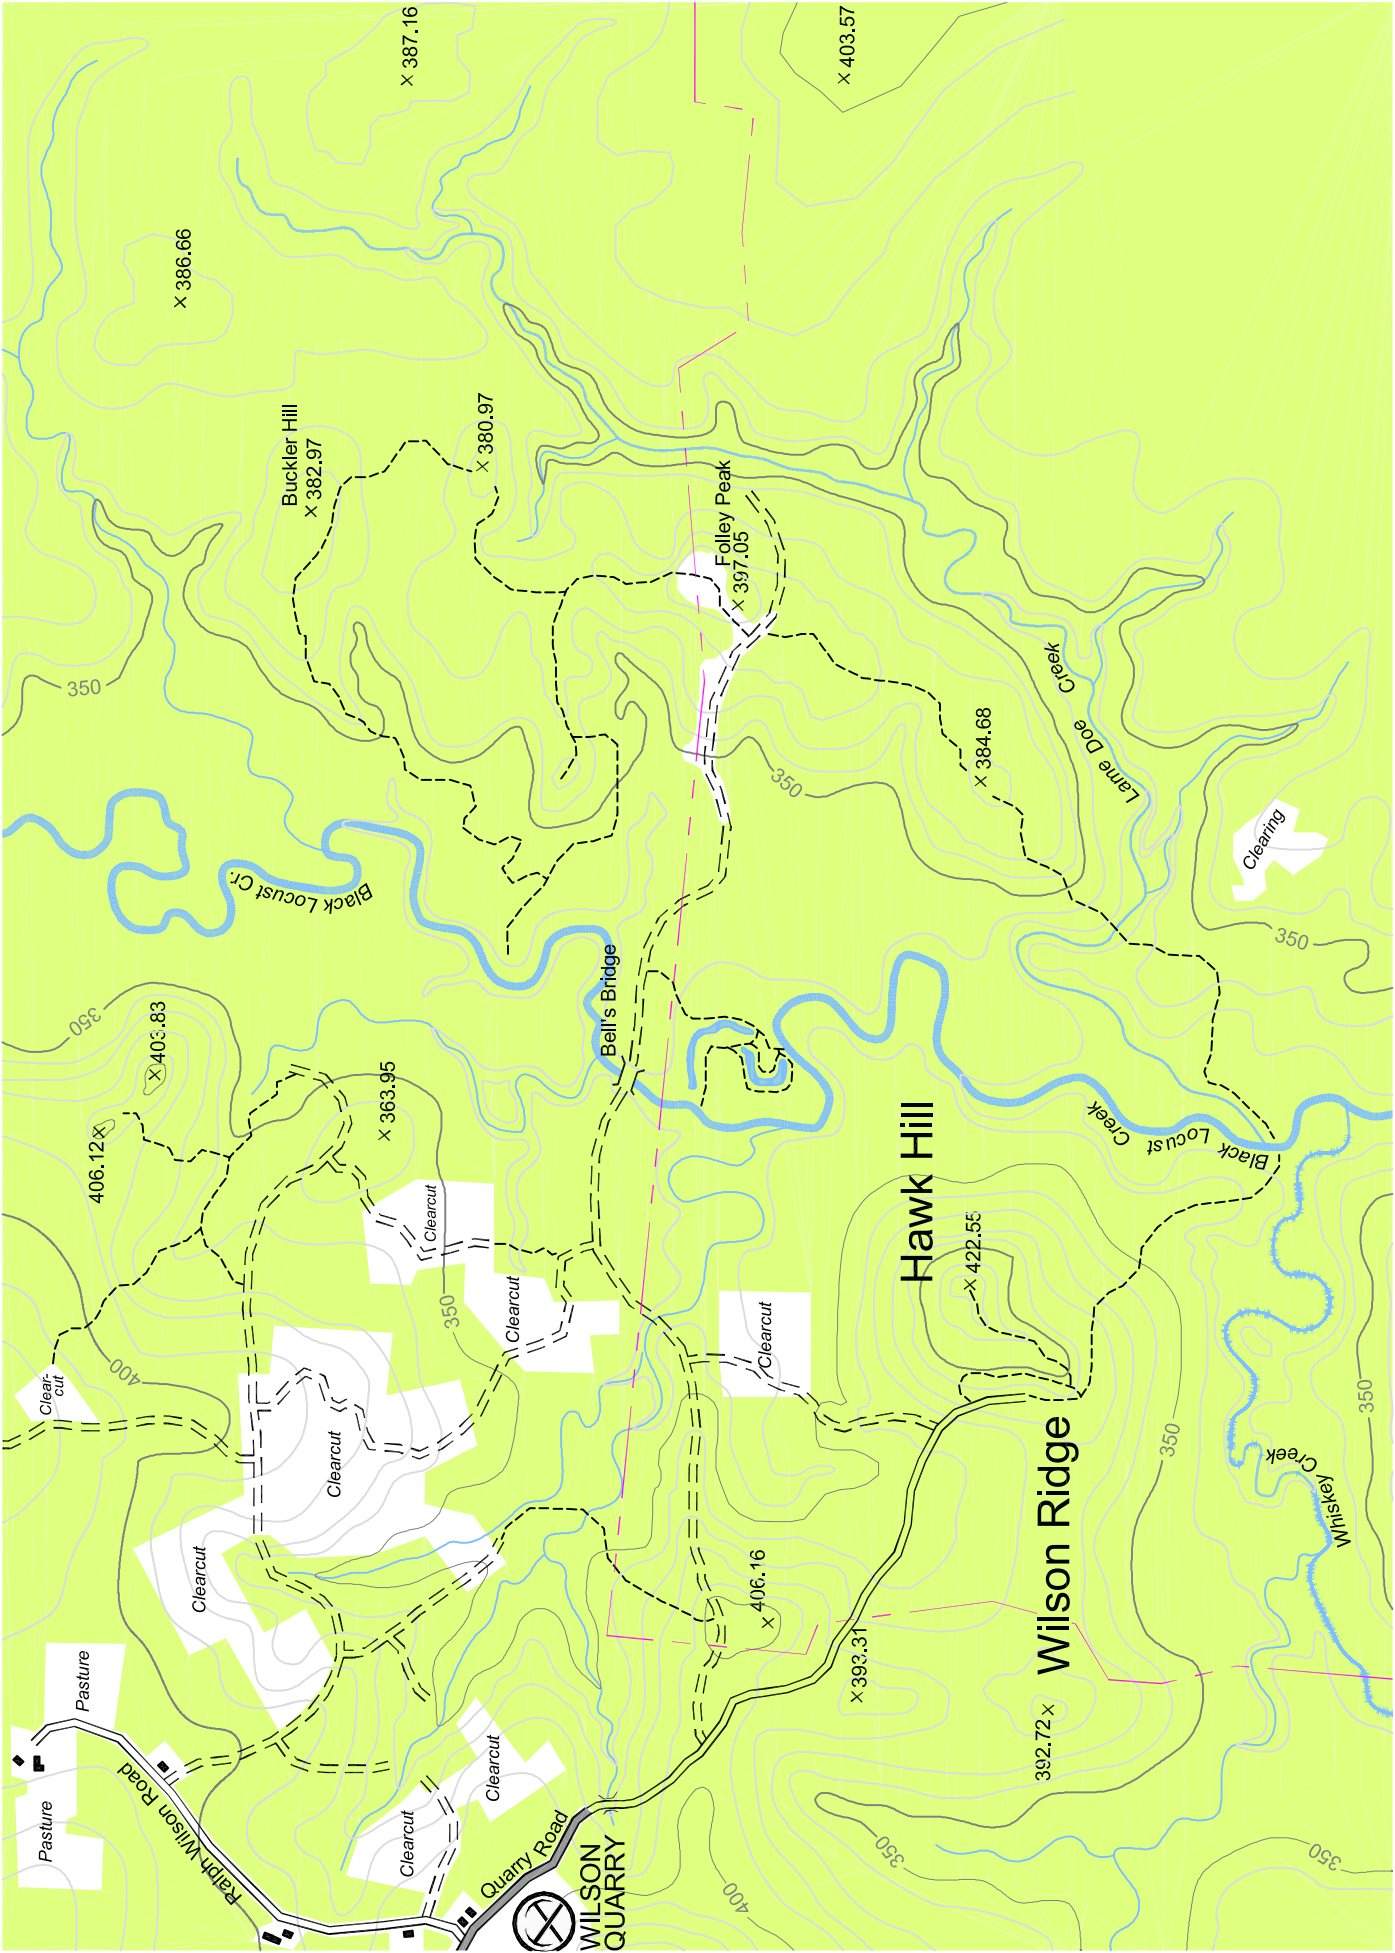 387.16
403.57
386.66
Buckler Hill
382.97
380.97
Folley Peak
397.05
350
350
Black Locust Cr.
384.68
Lame Doe Creek
Clearing
350
350
403.83
Bell's Bridge
363.95
406.12
Hawk Hill
422.55
Black Locust Creek
Clearcut
Clearcut
Clearcut
350
400
Clear-
cut
Clearcut
Clearcut
Wilson Ridge
350
350
Whiskey Creek
406.16
393.31
392.72
Pasture
Pasture
Ralph Wilson Road
Clearcut
Clearcut
Quarry Road
WILSON
QUARRY
400
350
350